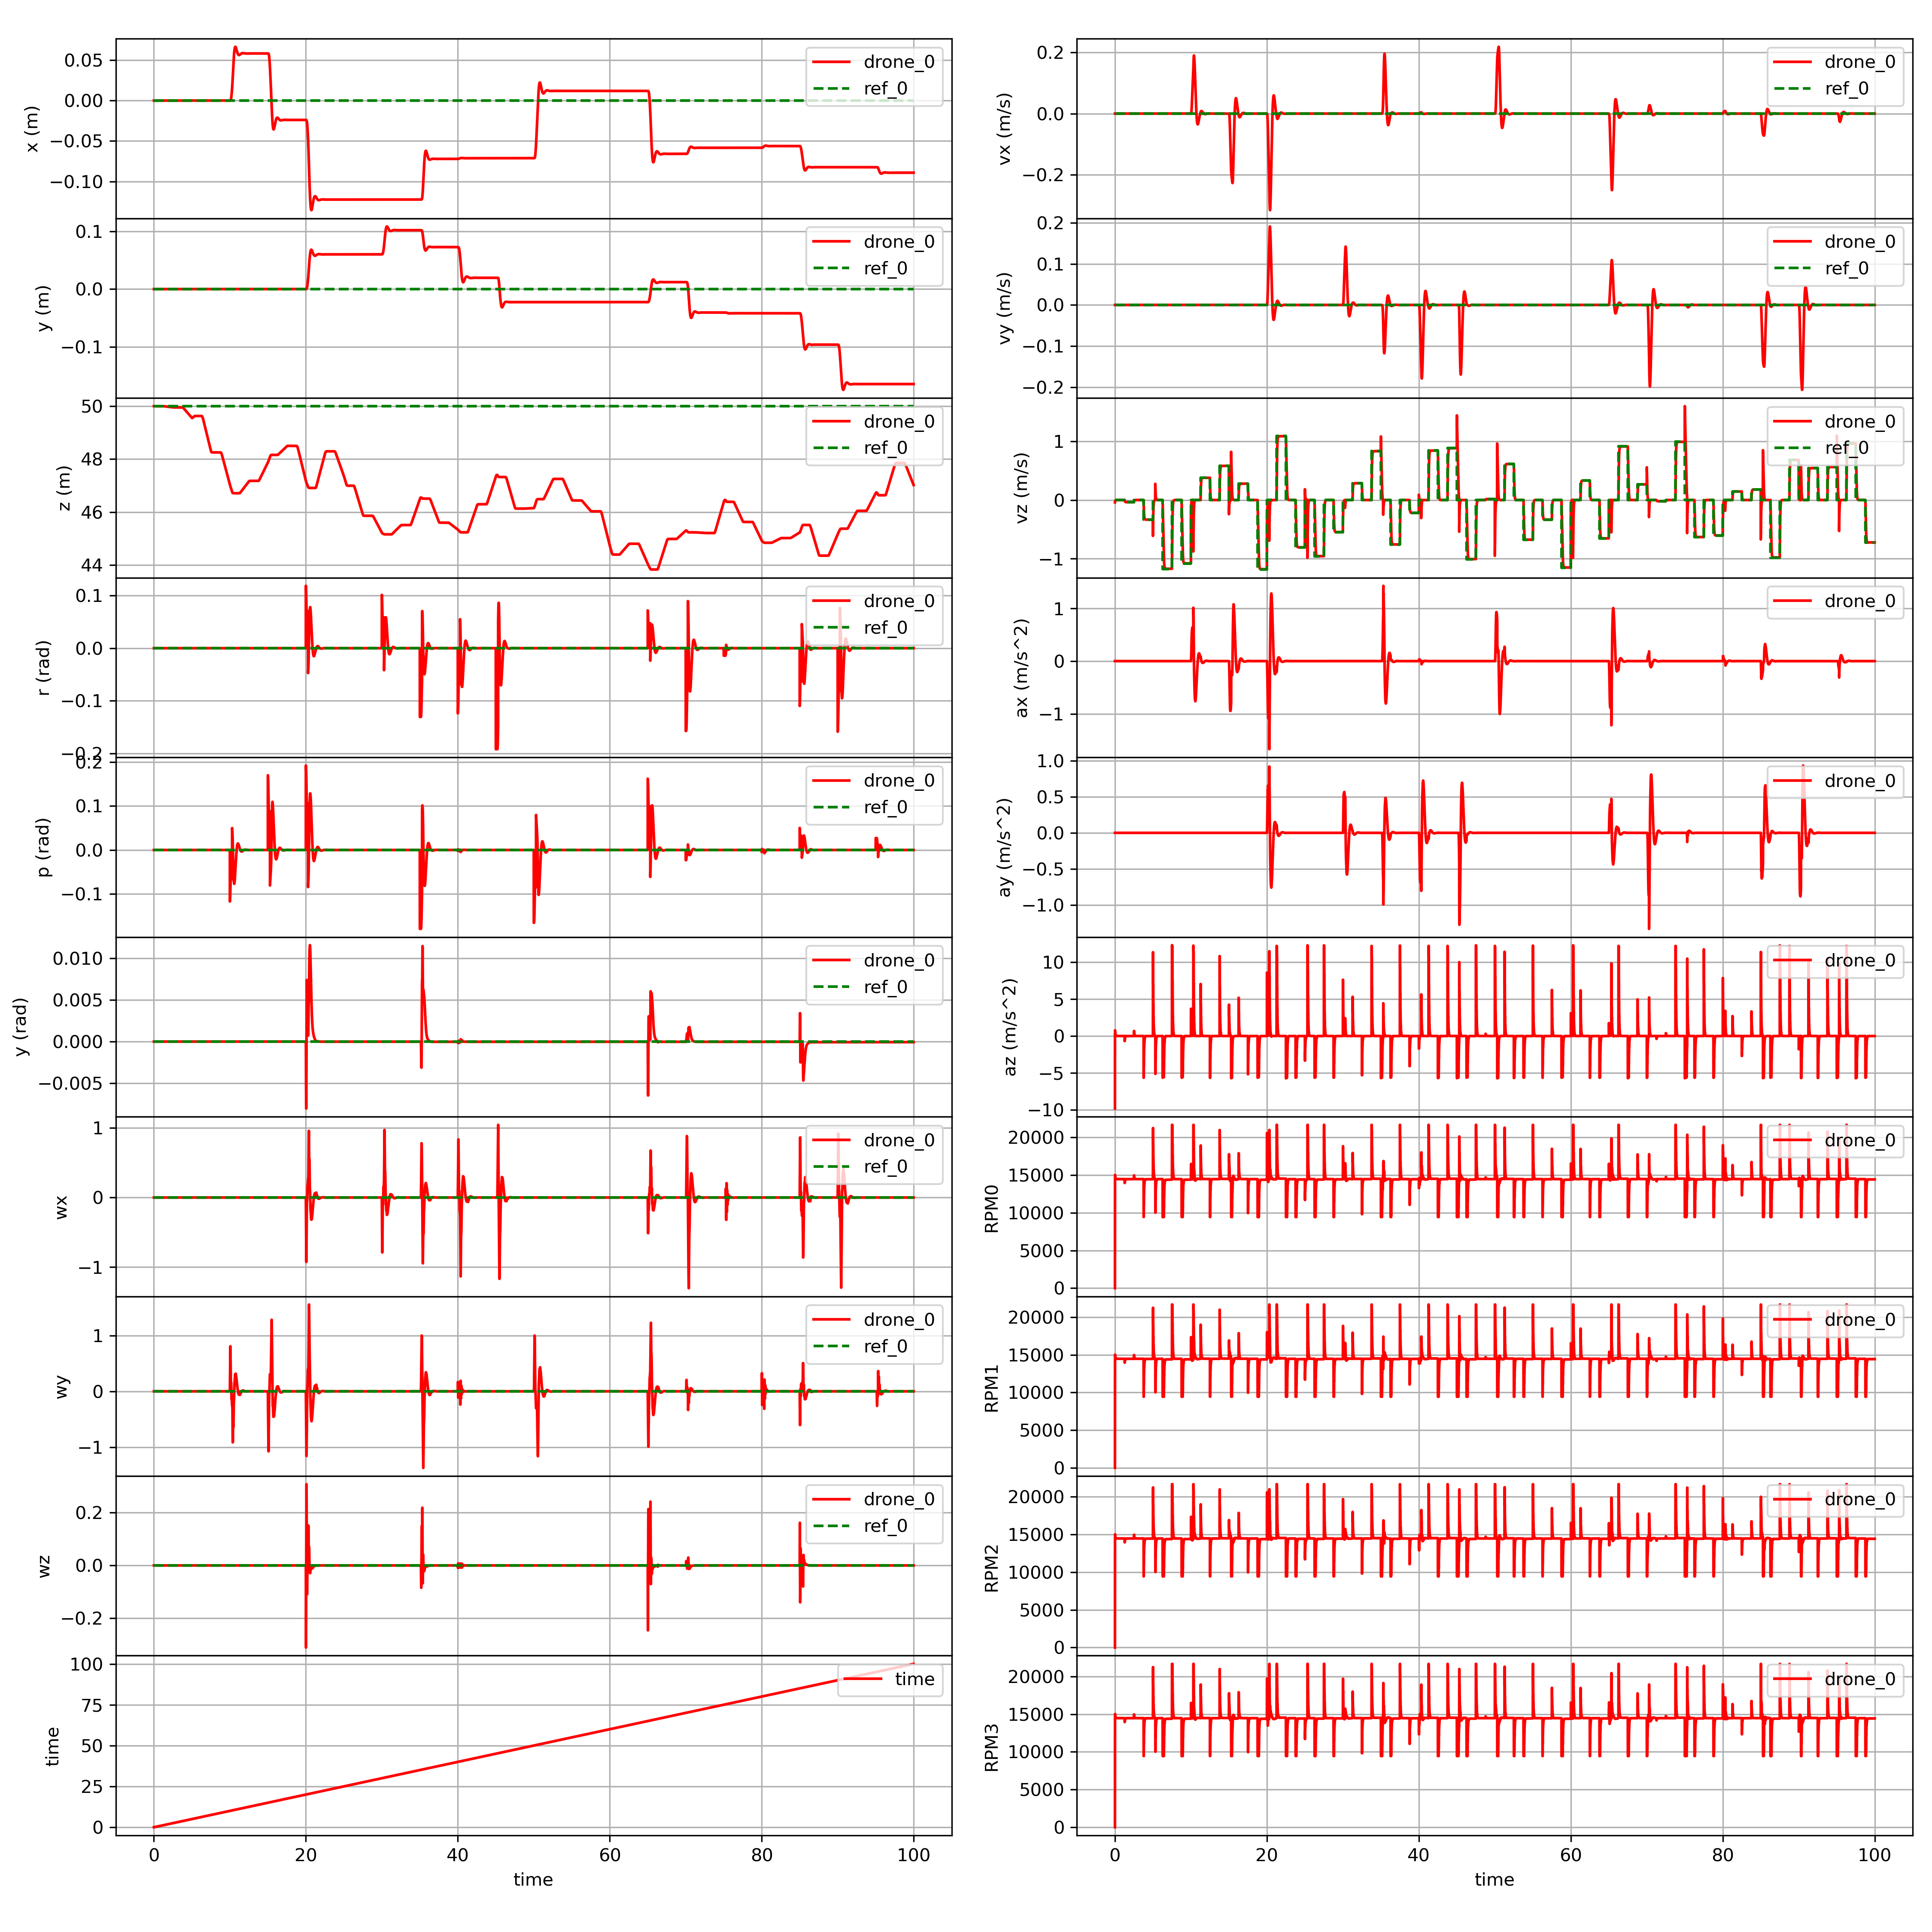 0.05
0.00
−0.05
−0.10
x (m)
drone_0
ref_0
0.1
0.0
−0.1
y (m)
drone_0
ref_0
50
48
46
44
z (m)
drone_0
ref_0
0.1
0.0
−0.1
−0.2
r (rad)
drone_0
ref_0
0.2
0.1
0.0
−0.1
p (rad)
drone_0
ref_0
0.010
0.005
0.000
−0.005
y (rad)
drone_0
ref_0
1
0
−1
wx
drone_0
ref_0
1
0
−1
wy
drone_0
ref_0
0.2
0.0
−0.2
wz
drone_0
ref_0
100
75
50
25
0
time
time
0 20 40 60 80 100
time
0.2
0.0
−0.2
vx (m/s)
drone_0
ref_0
0.2
0.1
0.0
−0.1
−0.2
vy (m/s)
drone_0
ref_0
1
0
−1
vz (m/s)
drone_0
ref_0
1
0
−1
ax (m/s^2)
drone_0
1.0
0.5
0.0
−0.5
−1.0
ay (m/s^2)
drone_0
10
5
0
−5
−10
az (m/s^2)
drone_0
20000
15000
10000
5000
0
RPM0
drone_0
20000
15000
10000
5000
0
RPM1
drone_0
20000
15000
10000
5000
0
RPM2
drone_0
20000
15000
10000
5000
0
RPM3
drone_0
0 20 40 60 80 100
time